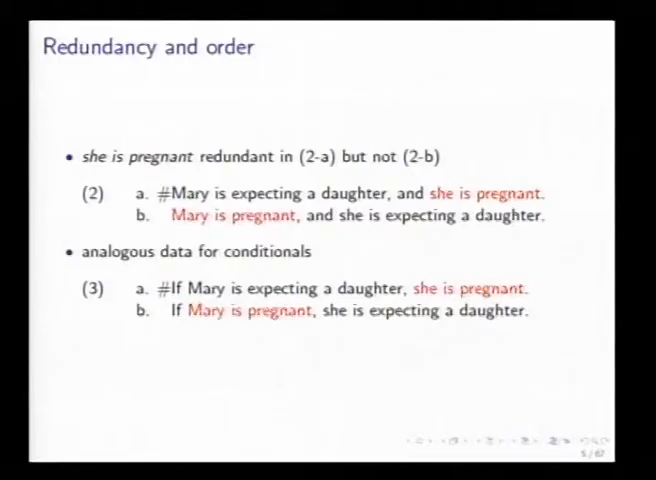 Redundancy and order
• she is pregnant redundant in (2-a) but not (2-b)
(2) a. #Mary is expecting a daughter, and she is pregnant.
b. Mary is pregnant, and she is expecting a daughter.
• analogous data for conditionals
(3) a. #If Mary is expecting a daughter, she is pregnant.
b. If Mary is pregnant, she is expecting a daughter.